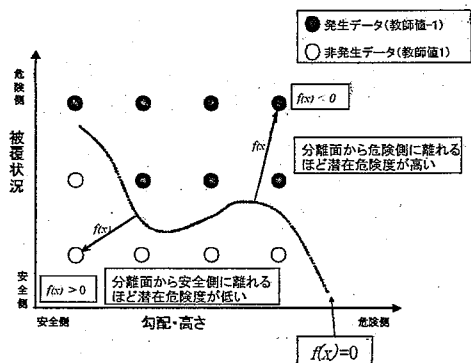 発生データ(教師値-1)
非発生データ(教師値1)
危険側
被覆状況
安全側
f(x) < 0
f(x)
分離面から危険側に離れる
ほど潜在危険度が高い
f(x)
f(x) > 0
分離面から安全側に離れる
ほど潜在危険度が低い
安全側
勾配・高さ
危険側
f(x)=0